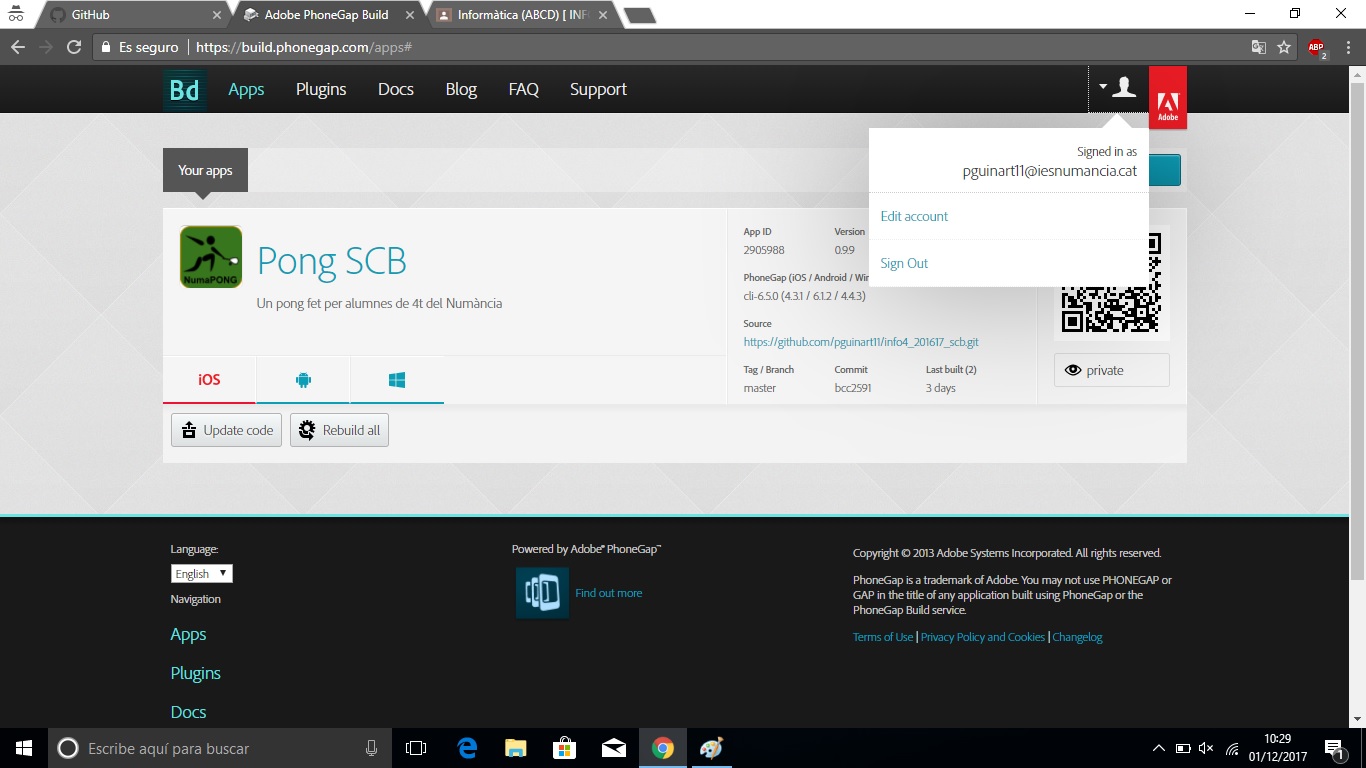 GitHub
Adobe PhoneGap Build
Informàtica (ABCD) [ INF
Es seguro
https://build.phonegap.com/apps#
ABP
2
Bd
Apps
Plugins
Docs
Blog
FAQ
Support
Adobe
Signed in as
pguinart11@iesnumancia.cat
Edit account
Sign Out
Your apps
NumaPONG
Pong SCB
Un pong fet per alumnes de 4t del Numància
App ID
Version
2905988
0.99
PhoneGap (iOS / Android / Win
cli-6.5.0 (4.3.1 / 6.1.2 / 4.4.3)
Source
https://github.com/pguinart11/info4_201617_scb.git
Tag / Branch
Commit
Last built (2)
master
bcc2591
3 days
private
iOS
Update code
Rebuild all
Language:
English
Navigation
Apps
Plugins
Docs
Powered by Adobe® PhoneGap™
Find out more
Copyright © 2013 Adobe Systems Incorporated. All rights reserved.
PhoneGap is a trademark of Adobe. You may not use PHONEGAP or
GAP in the title of any application built using PhoneGap or the
PhoneGap Build service.
Terms of Use | Privacy Policy and Cookies | Changelog
Escribe aquí para buscar
10:29
01/12/2017
1